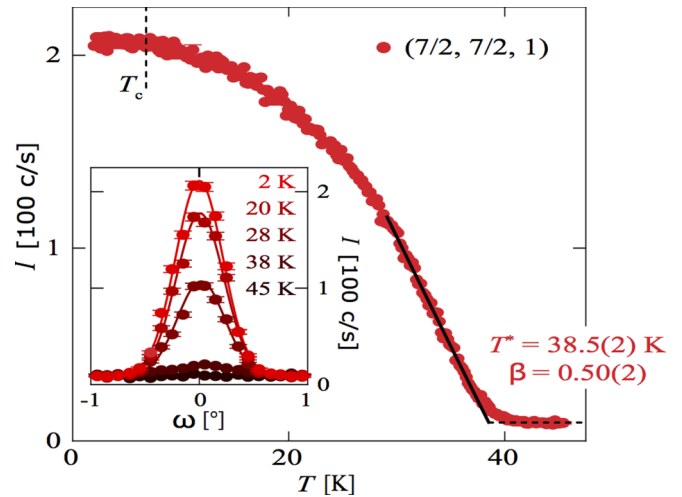 2
(7/2, 7/2, 1)
T_c
2 K
20 K
28 K
38 K
45 K
2
1
0
I [100 c/s]
I [100 c/s]
1
-1
0
1
ω [°]
T* = 38.5(2) K
β = 0.50(2)
0
0
20
40
T [K]